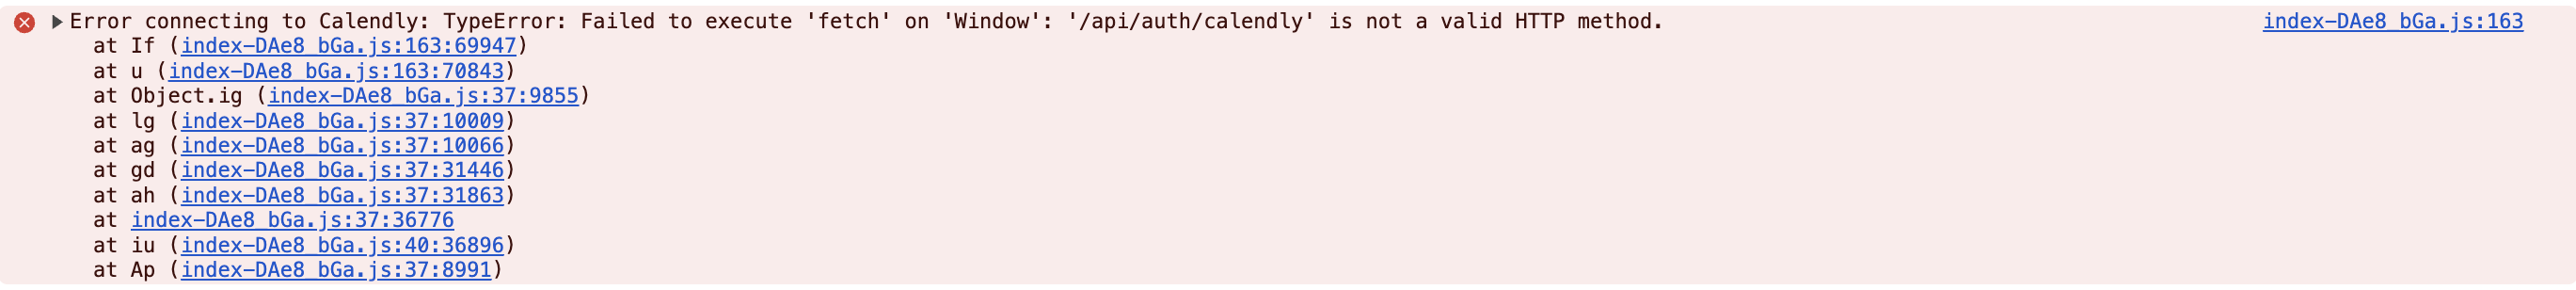 Error connecting to Calendly: TypeError: Failed to execute 'fetch' on 'Window': '/api/auth/calendly' is not a valid HTTP method. index-DAe8_bGa.js:163
at If (index-DAe8_bGa.js:163:69947)
at u (index-DAe8_bGa.js:163:70843)
at Object.ig (index-DAe8_bGa.js:37:9855)
at lg (index-DAe8_bGa.js:37:10009)
at ag (index-DAe8_bGa.js:37:10066)
at gd (index-DAe8_bGa.js:37:31446)
at ah (index-DAe8_bGa.js:37:31863)
at index-DAe8_bGa.js:37:36776
at iu (index-DAe8_bGa.js:40:36896)
at Ap (index-DAe8_bGa.js:37:8991)